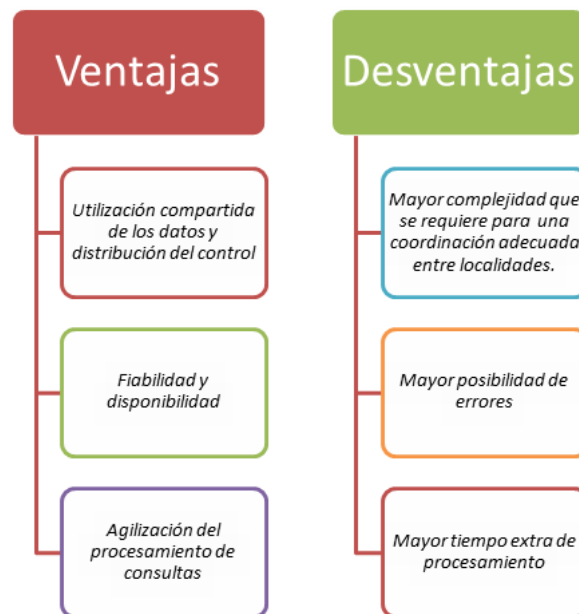 Ventajas
Utilización compartida
de los datos y
distribución del control
Fiabilidad y
disponibilidad
Agilización del
procesamiento de
consultas
Desventajas
Mayor complejidad que
se requiere para una
coordinación adecuada
entre localidades.
Mayor posibilidad de
errores
Mayor tiempo extra de
procesamiento